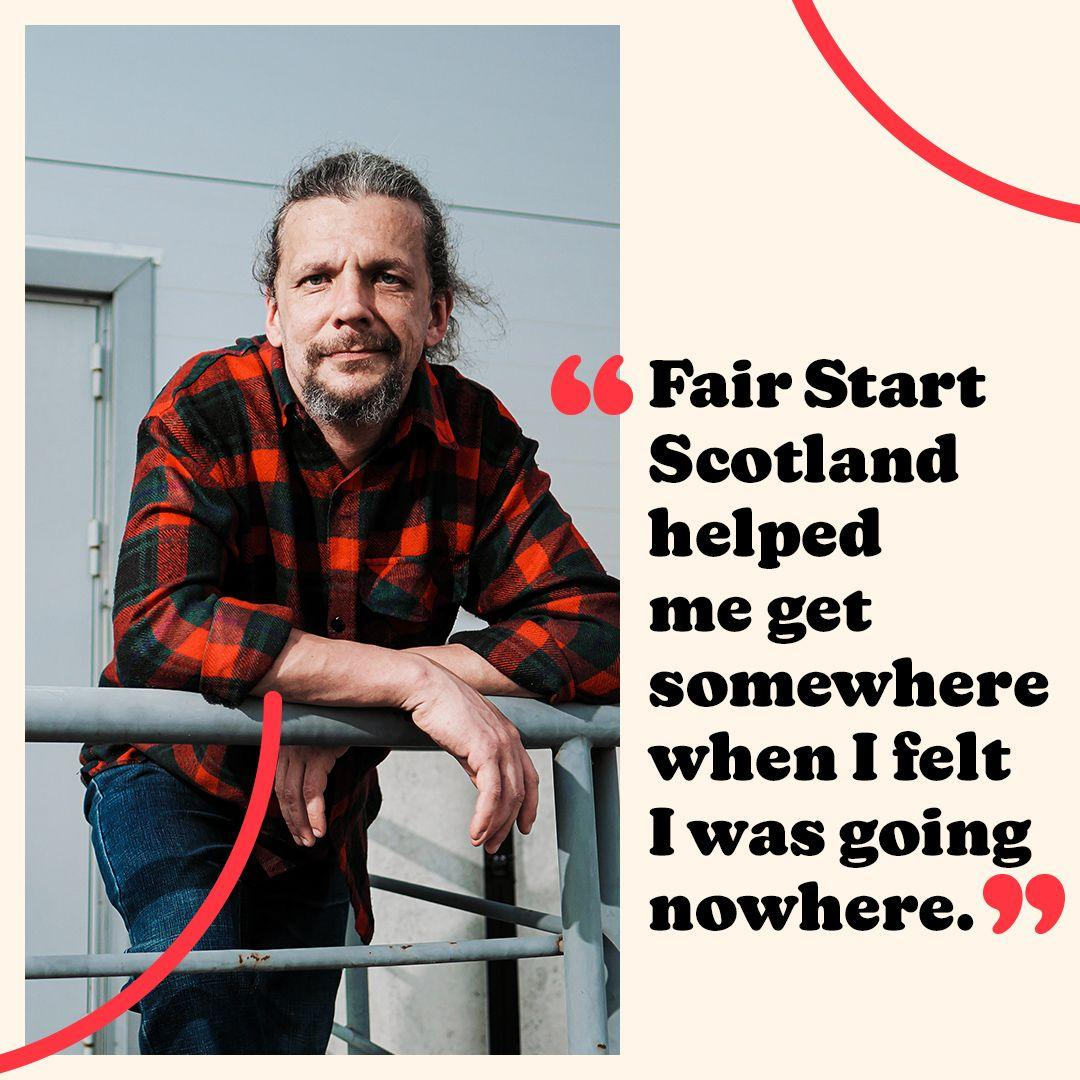 “Fair Start
Scotland
helped
me get
somewhere
when I felt
I was going
nowhere.”